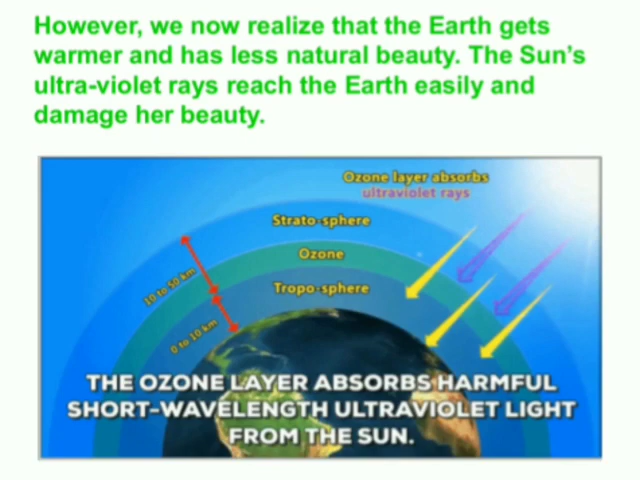 However, we now realize that the Earth gets
warmer and has less natural beauty. The Sun's
ultra-violet rays reach the Earth easily and
damage her beauty.
Ozone layer absorbs
ultraviolet rays
Strato-sphere
Ozone
Tropo-sphere
10 to 50 km
0 to 10 km
THE OZONE LAYER ABSORBS HARMFUL
SHORT-WAVELENGTH ULTRAVIOLET LIGHT
FROM THE SUN.